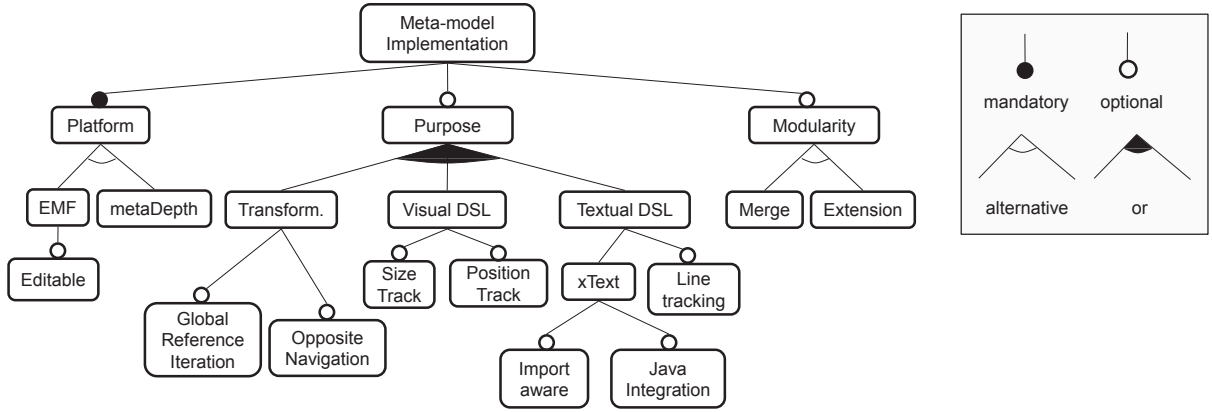 Meta-model
Implementation
Platform
Purpose
Modularity
EMF
metaDepth
Transform.
Visual DSL
Textual DSL
Merge
Extension
Editable
Size
Track
Position
Track
xText
Line
tracking
Global
Reference
Iteration
Opposite
Navigation
Import
aware
Java
Integration
mandatory
optional
alternative
or